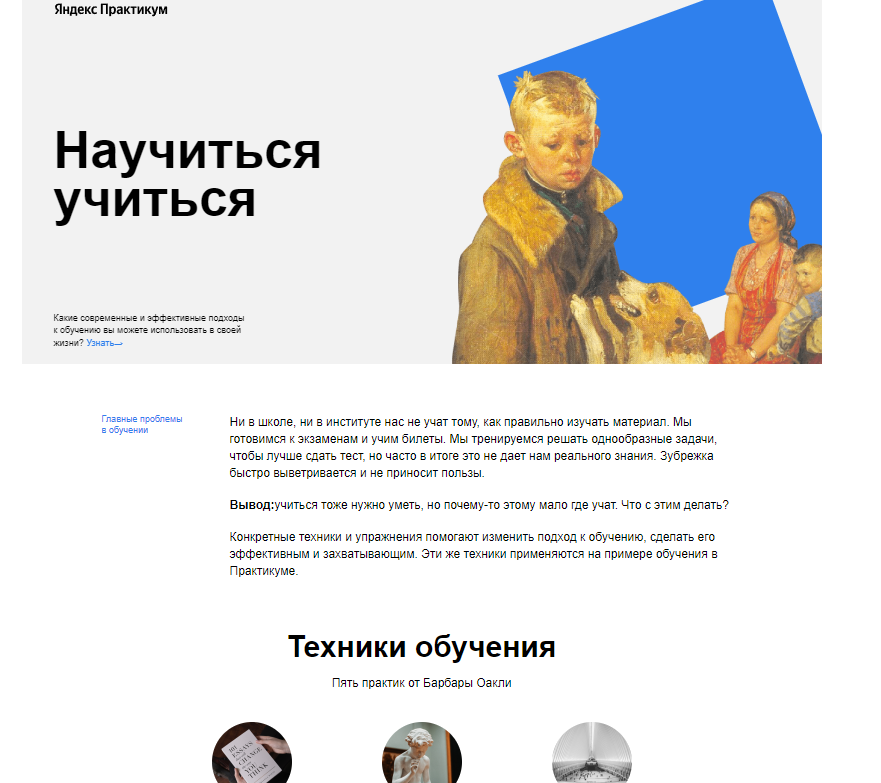 Яндекс Практикум
Научиться
учиться
Какие современные и эффективные подходы
к обучению вы можете использовать в своей
жизни? Узнать→
Главные проблемы
в обучении
Ни в школе, ни в институте нас не учат тому, как правильно изучать материал. Мы
готовимся к экзаменам и учим билеты. Мы тренируемся решать однообразные задачи,
чтобы лучше сдать тест, но часто в итоге это не дает нам реального знания. Зубрежка
быстро выветривается и не приносит пользы.
Вывод:учиться тоже нужно уметь, но почему-то этому мало где учат. Что с этим делать?
Конкретные техники и упражнения помогают изменить подход к обучению, сделать его
эффективным и захватывающим. Эти же техники применяются на примере обучения в
Практикуме.
Техники обучения
Пять практик от Барбары Оакли
101
ESSAYS
CHANGE
YOU
THINK